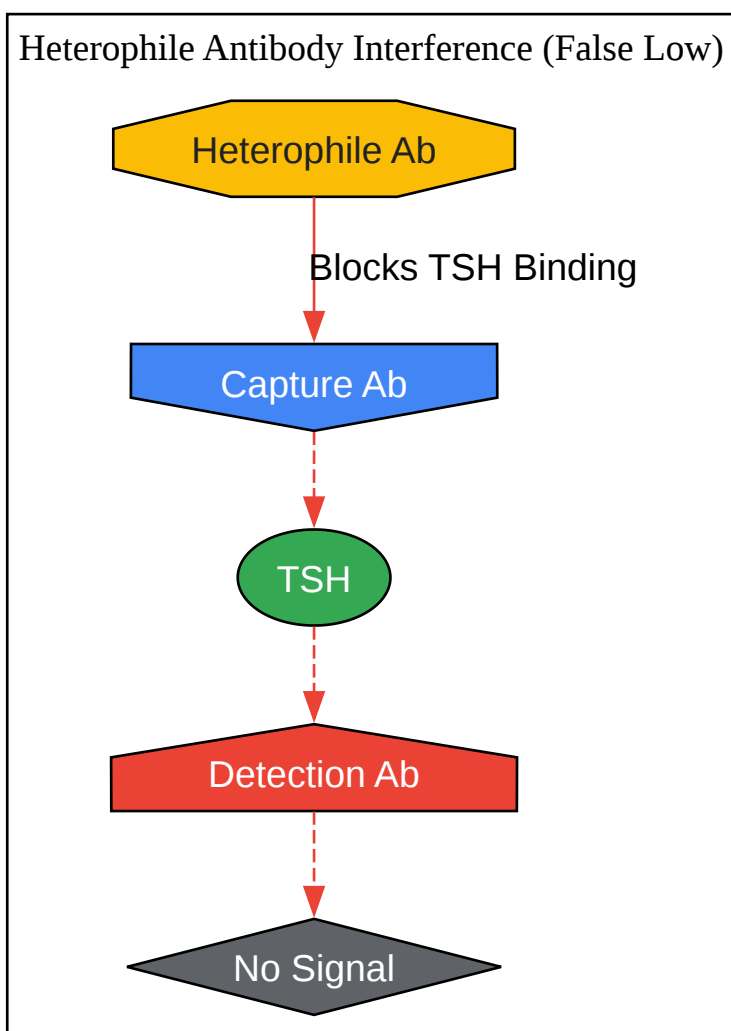 Heterophile Antibody Interference (False Low)
Heterophile Ab
Blocks TSH Binding
Capture Ab
TSH
Detection Ab
No Signal